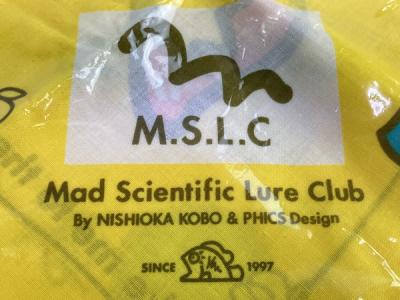 M.S.L.C
Mad Scientific Lure Club
By NISHIOKA KOBO & PHICS Design
SINCE 1997